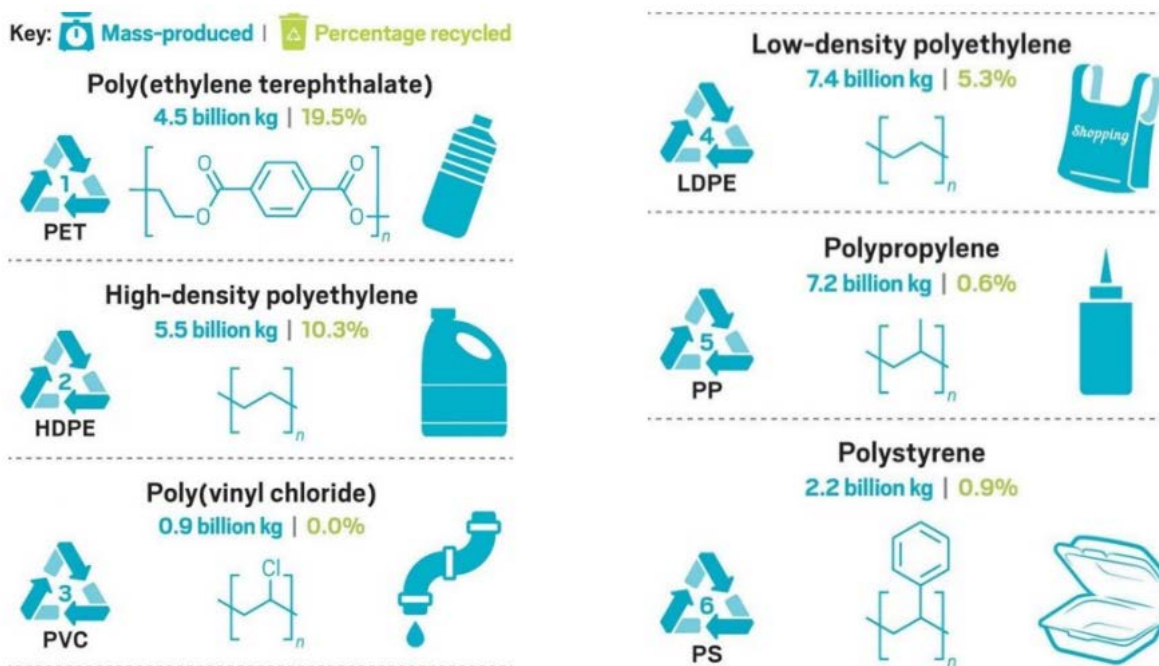 Key: Mass-produced | Percentage recycled
Poly(ethylene terephthalate)
4.5 billion kg | 19.5%
1
PET
O
O
O
O
n
High-density polyethylene
5.5 billion kg | 10.3%
2
HDPE
n
Poly(vinyl chloride)
0.9 billion kg | 0.0%
3
PVC
Cl
n
Low-density polyethylene
7.4 billion kg | 5.3%
4
LDPE
n
Shopping
Polypropylene
7.2 billion kg | 0.6%
5
PP
n
Polystyrene
2.2 billion kg | 0.9%
6
PS
n